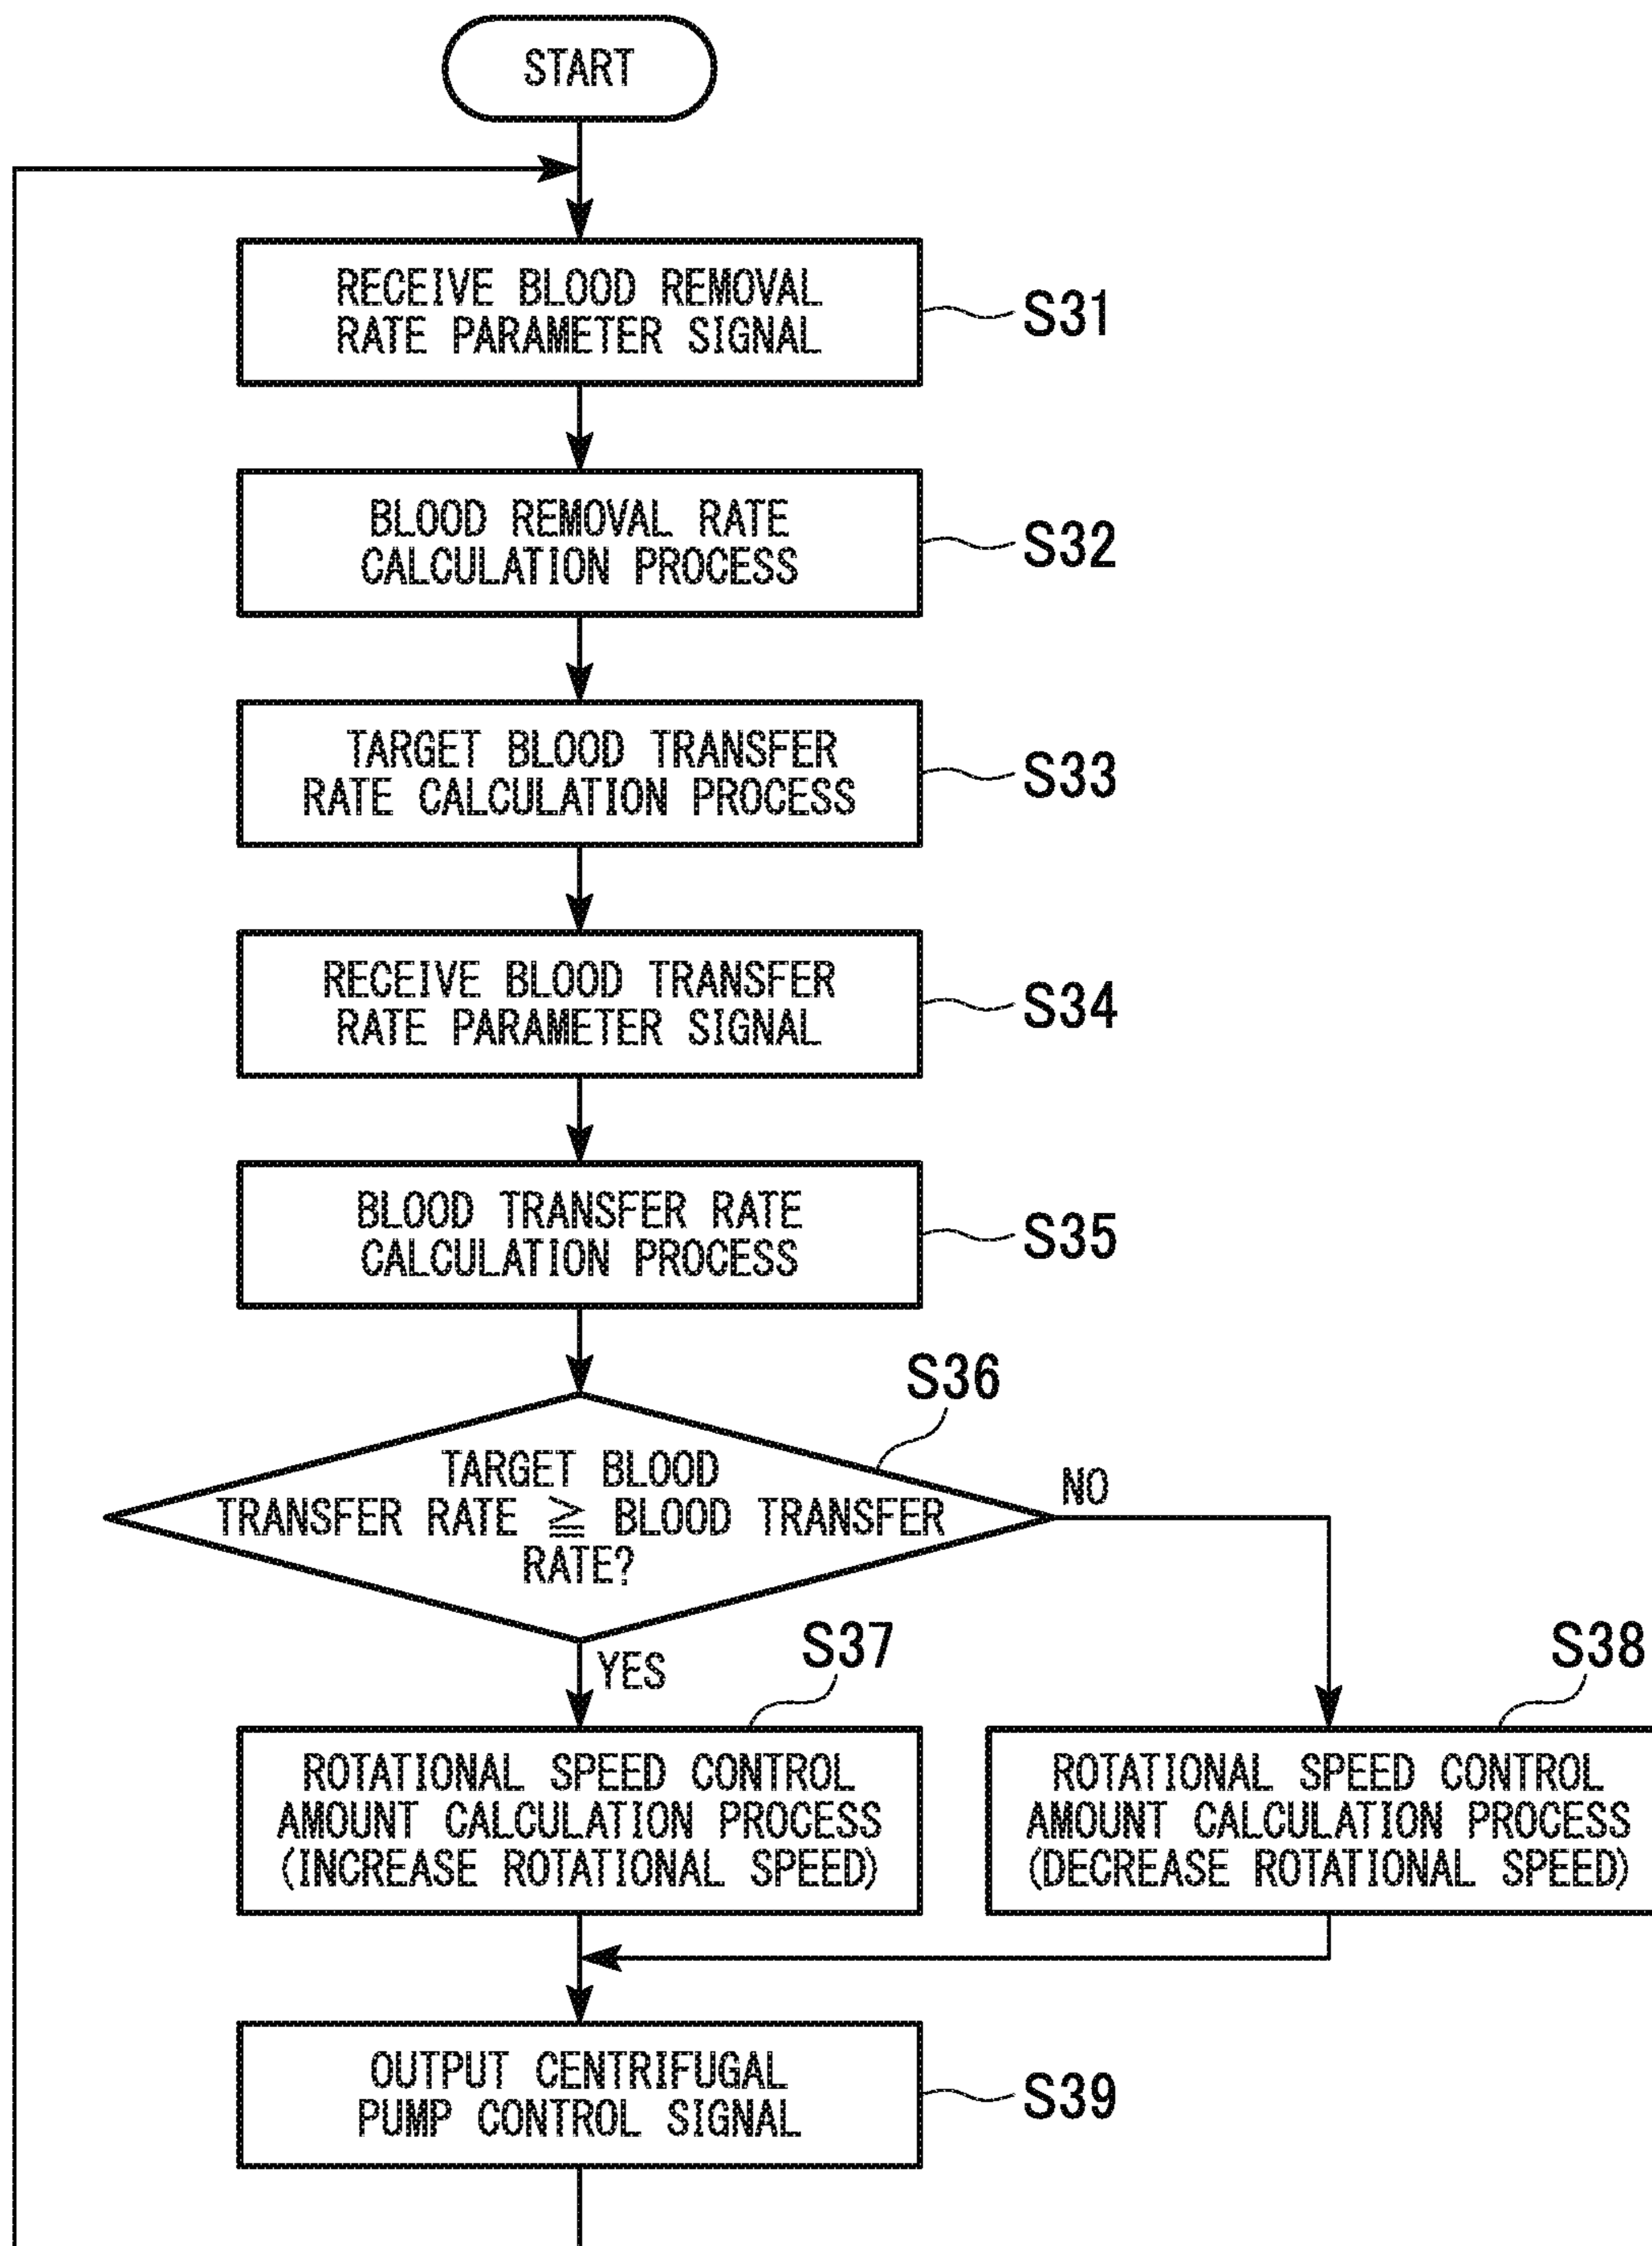 START
RECEIVE BLOOD REMOVAL
RATE PARAMETER SIGNAL
S31
BLOOD REMOVAL RATE
CALCULATION PROCESS
S32
TARGET BLOOD TRANSFER
RATE CALCULATION PROCESS
S33
RECEIVE BLOOD TRANSFER
RATE PARAMETER SIGNAL
S34
BLOOD TRANSFER RATE
CALCULATION PROCESS
S35
S36
TARGET BLOOD
TRANSFER RATE ≧ BLOOD TRANSFER
RATE?
NO
YES
S37
ROTATIONAL SPEED CONTROL
AMOUNT CALCULATION PROCESS
(INCREASE ROTATIONAL SPEED)
S38
ROTATIONAL SPEED CONTROL
AMOUNT CALCULATION PROCESS
(DECREASE ROTATIONAL SPEED)
OUTPUT CENTRIFUGAL
PUMP CONTROL SIGNAL
S39